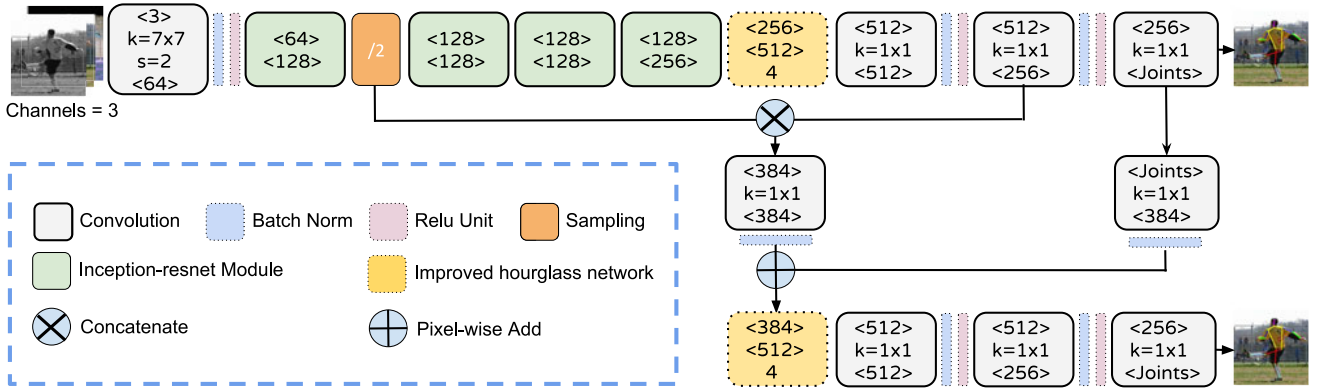 <3>
k=7x7
s=2
<64>
<64>
<128>
/2
<128>
<128>
<128>
<128>
<128>
<256>
<256>
<512>
4
<512>
k=1x1
<512>
<512>
k=1x1
<256>
<256>
k=1x1
<Joints>
Channels = 3
<384>
k=1x1
<384>
<Joints>
k=1x1
<384>
Convolution
Batch Norm
Relu Unit
Sampling
Inception-resnet Module
Improved hourglass network
Concatenate
Pixel-wise Add
<384>
<512>
4
<512>
k=1x1
<512>
<512>
k=1x1
<256>
<256>
k=1x1
<Joints>